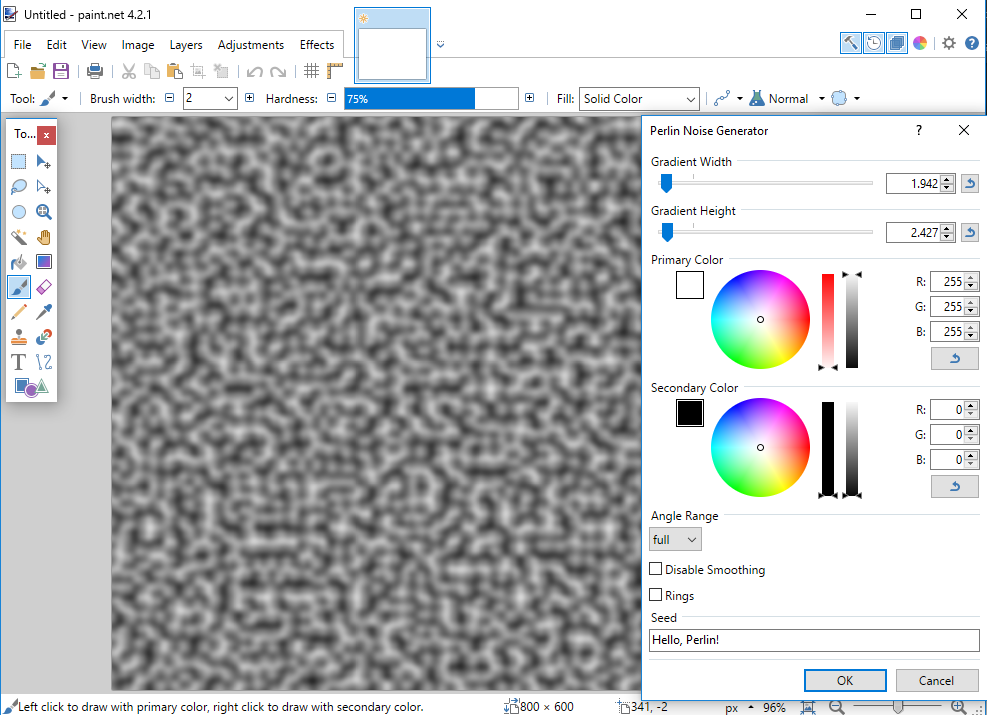 Untitled - paint.net 4.2.1
File Edit View Image Layers Adjustments Effects
Tool: Brush width: 2 Hardness: 75% Fill: Solid Color Normal
To... x
Perlin Noise Generator ?
Gradient Width
1.942
Gradient Height
2.427
Primary Color
R: 255
G: 255
B: 255
Secondary Color
R: 0
G: 0
B: 0
Angle Range
full
Disable Smoothing
Rings
Seed
Hello, Perlin!
OK Cancel
T
Left click to draw with primary color, right click to draw with secondary color. 800 × 600 341, -2 px 96%